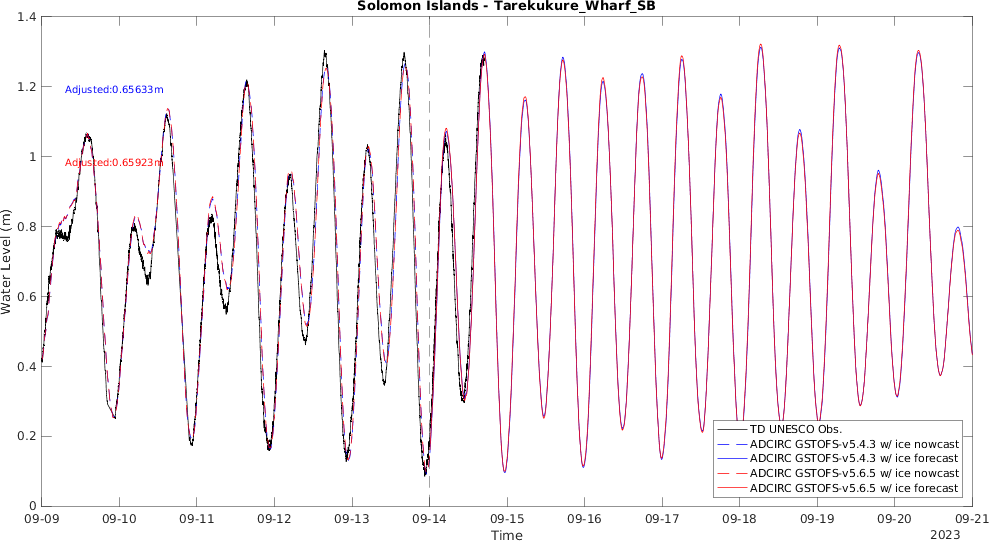 Solomon Islands - Tarekukure_Wharf_SB
1.4
1.2
1
0.8
0.6
0.4
0.2
0
Water Level (m)
Adjusted:0.65633m
Adjusted:0.65923m
TD UNESCO Obs.
ADCIRC GSTOFS-v5.4.3 w/ ice nowcast
ADCIRC GSTOFS-v5.4.3 w/ ice forecast
ADCIRC GSTOFS-v5.6.5 w/ ice nowcast
ADCIRC GSTOFS-v5.6.5 w/ ice forecast
09-09 09-10 09-11 09-12 09-13 09-14 09-15 09-16 09-17 09-18 09-19 09-20 09-21
Time
2023